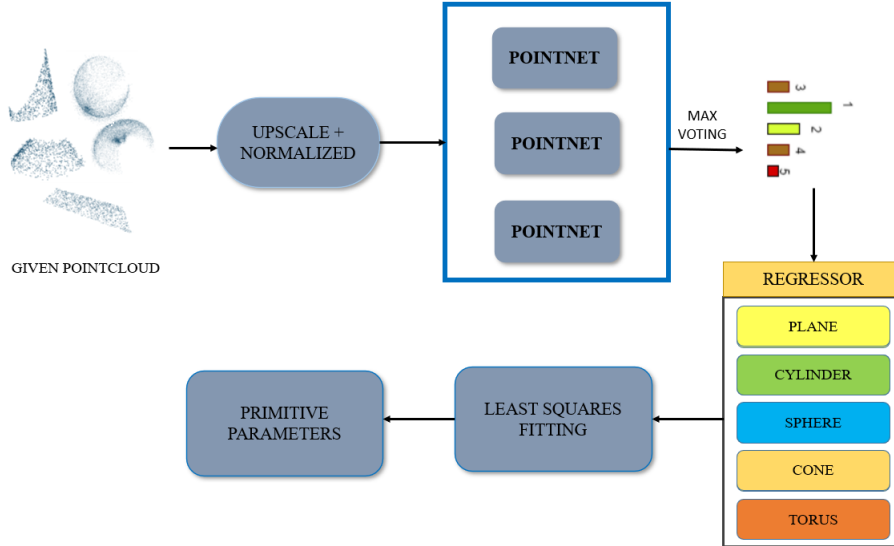 POINTNET
UPSCALE +
NORMALIZED
POINTNET
POINTNET
MAX
VOTING
3
1
2
4
5
GIVEN POINTCLOUD
REGRESSOR
PLANE
CYLINDER
SPHERE
CONE
TORUS
LEAST SQUARES
FITTING
PRIMITIVE
PARAMETERS